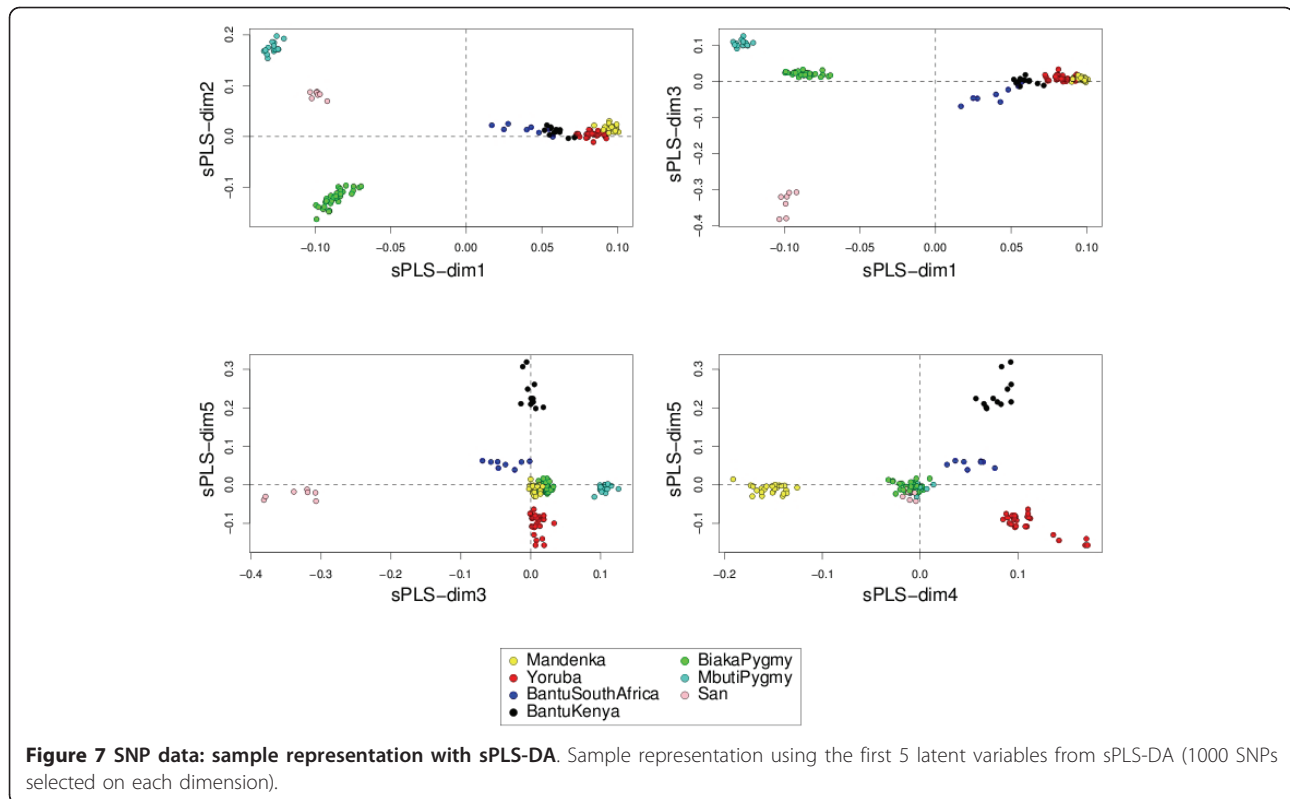 sPLS−dim2
0.2
0.1
0.0
−0.1
−0.10
−0.05
0.00
0.05
0.10
sPLS−dim1
sPLS−dim3
0.1
0.0
−0.1
−0.2
−0.3
−0.4
−0.10
−0.05
0.00
0.05
0.10
sPLS−dim1
sPLS−dim5
0.3
0.2
0.1
0.0
−0.1
−0.4
−0.3
−0.2
−0.1
0.0
0.1
sPLS−dim3
sPLS−dim5
0.3
0.2
0.1
0.0
−0.1
−0.2
−0.1
0.0
0.1
sPLS−dim4
Mandenka
Yoruba
BantuSouthAfrica
BantuKenya
BiakaPygmy
MbutiPygmy
San
Figure 7 SNP data: sample representation with sPLS-DA. Sample representation using the first 5 latent variables from sPLS-DA (1000 SNPs
selected on each dimension).